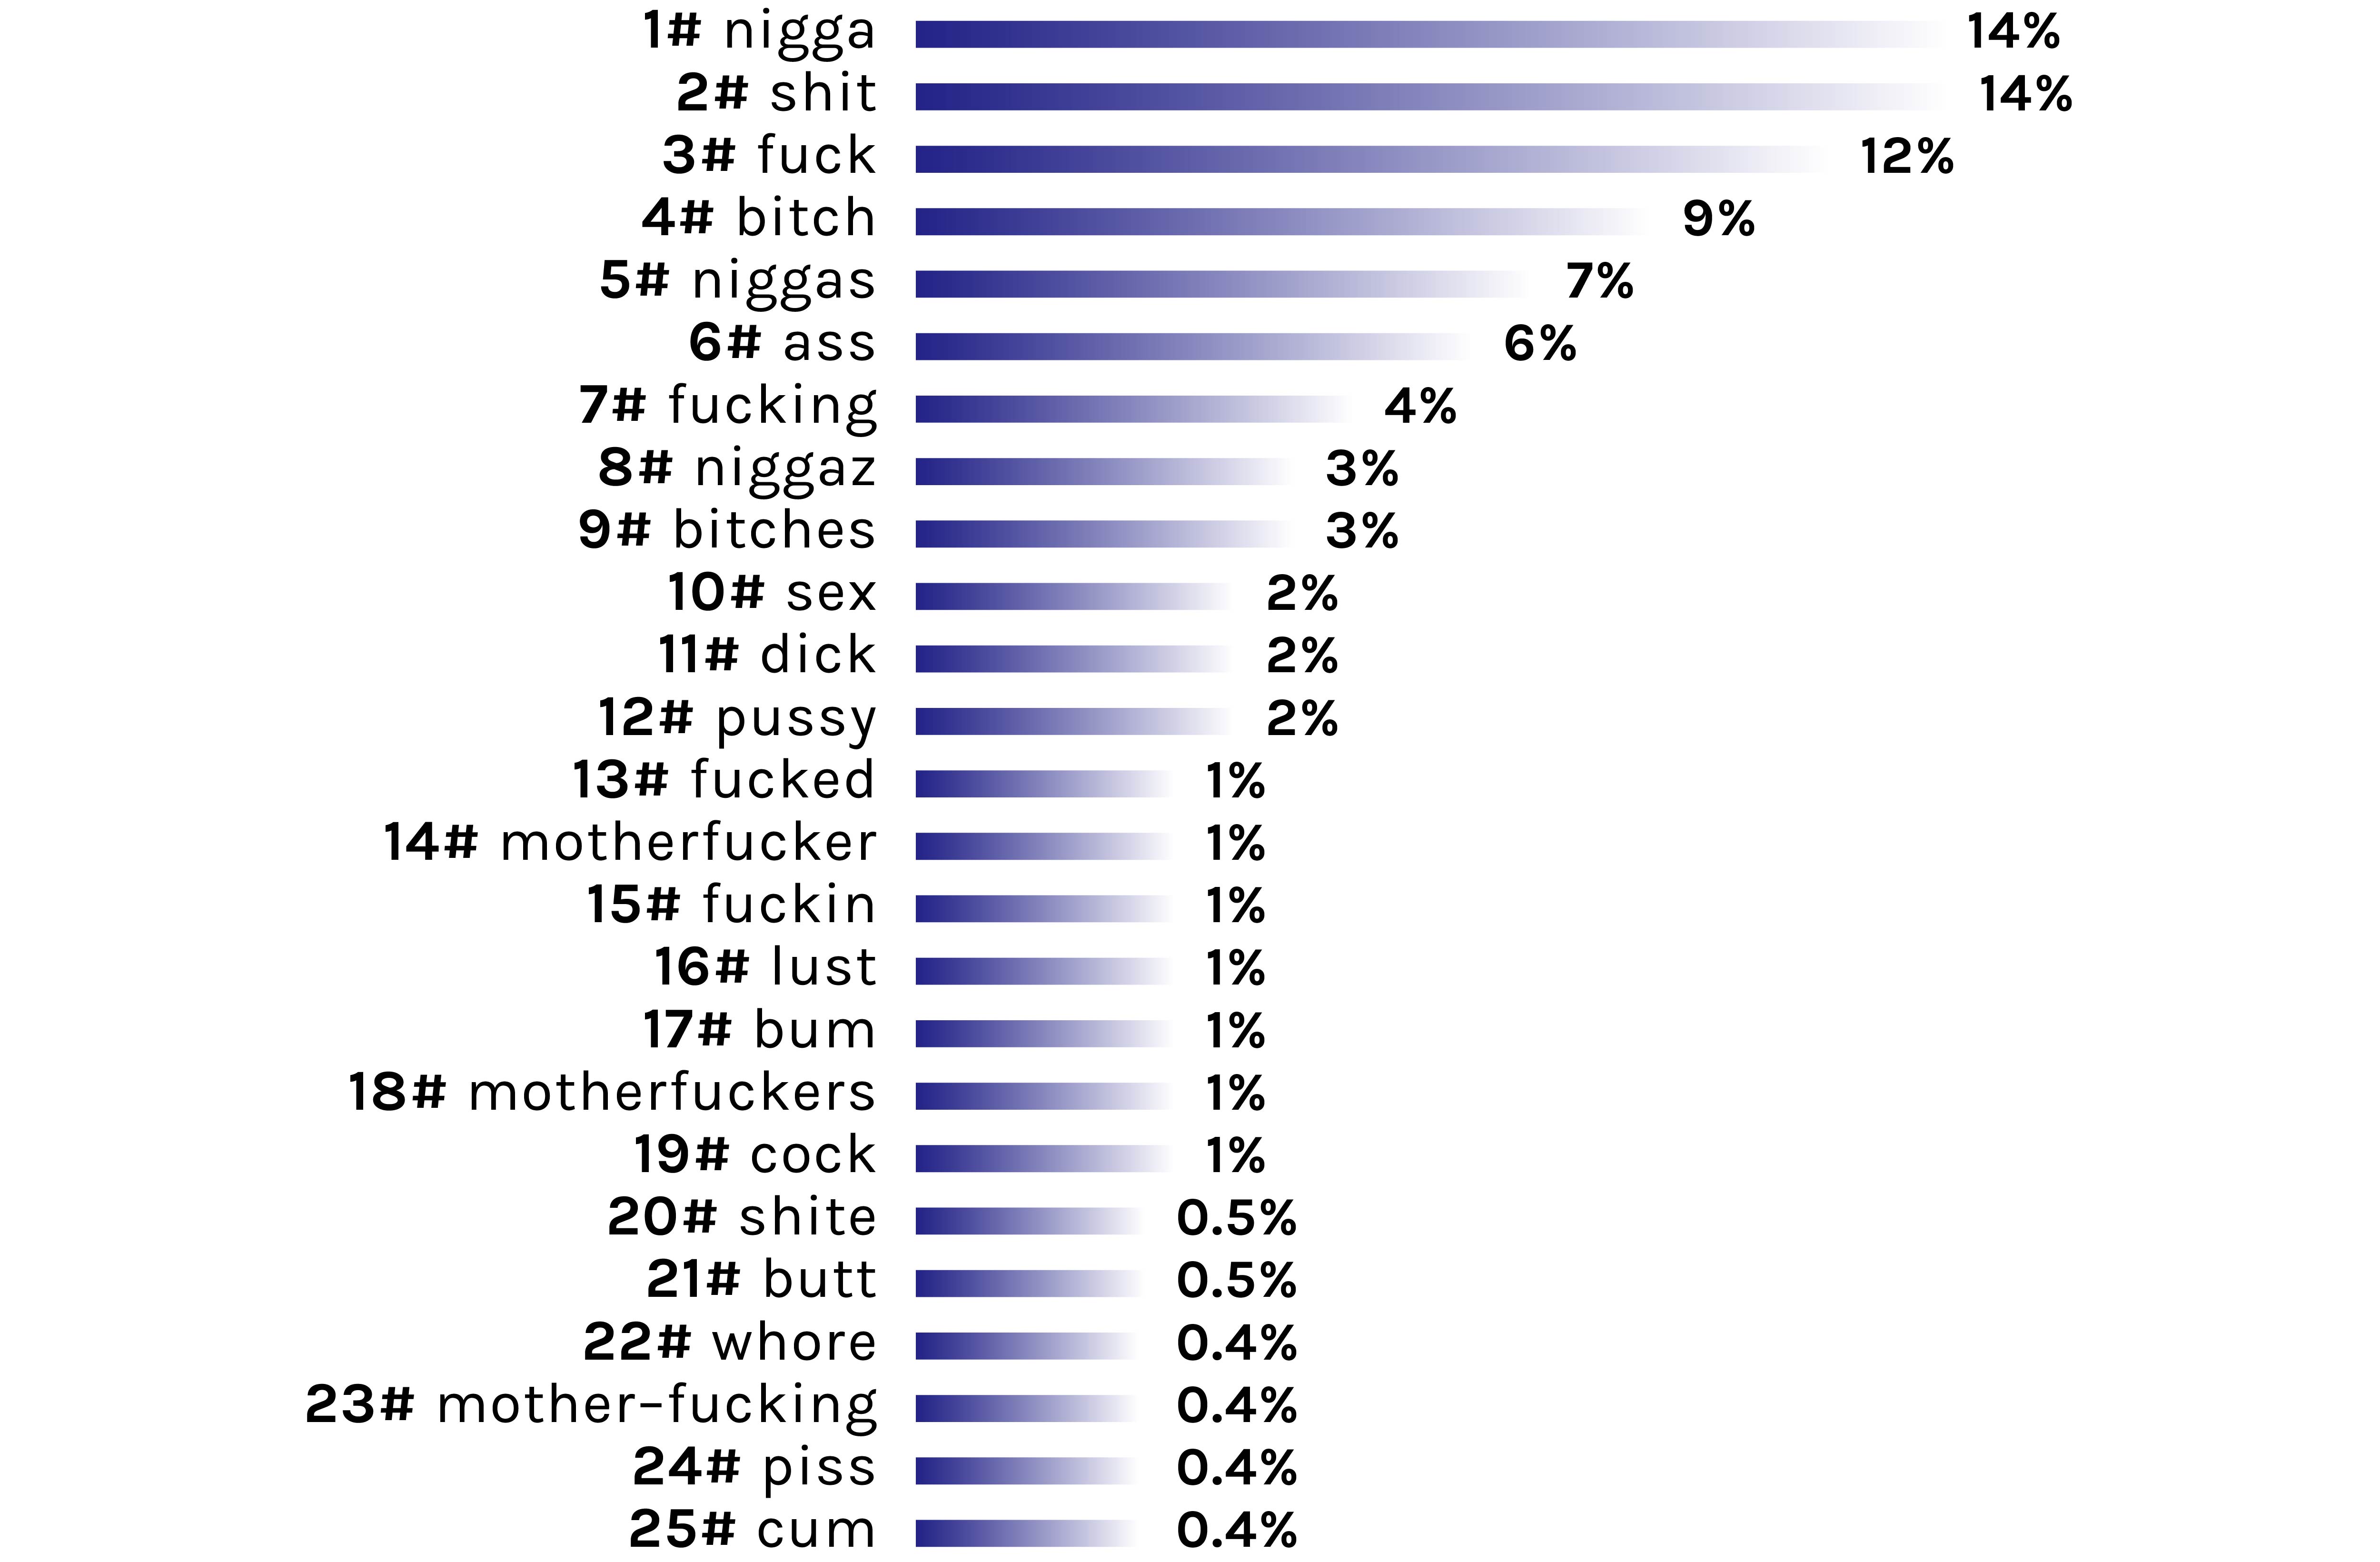 1# nigga 14%
2# shit 14%
3# fuck 12%
4# bitch 9%
5# niggas 7%
6# ass 6%
7# fucking 4%
8# niggaz 3%
9# bitches 3%
10# sex 2%
11# dick 2%
12# pussy 2%
13# fucked 1%
14# motherfucker 1%
15# fuckin 1%
16# lust 1%
17# bum 1%
18# motherfuckers 1%
19# cock 1%
20# shite 0.5%
21# butt 0.5%
22# whore 0.4%
23# mother-fucking 0.4%
24# piss 0.4%
25# cum 0.4%